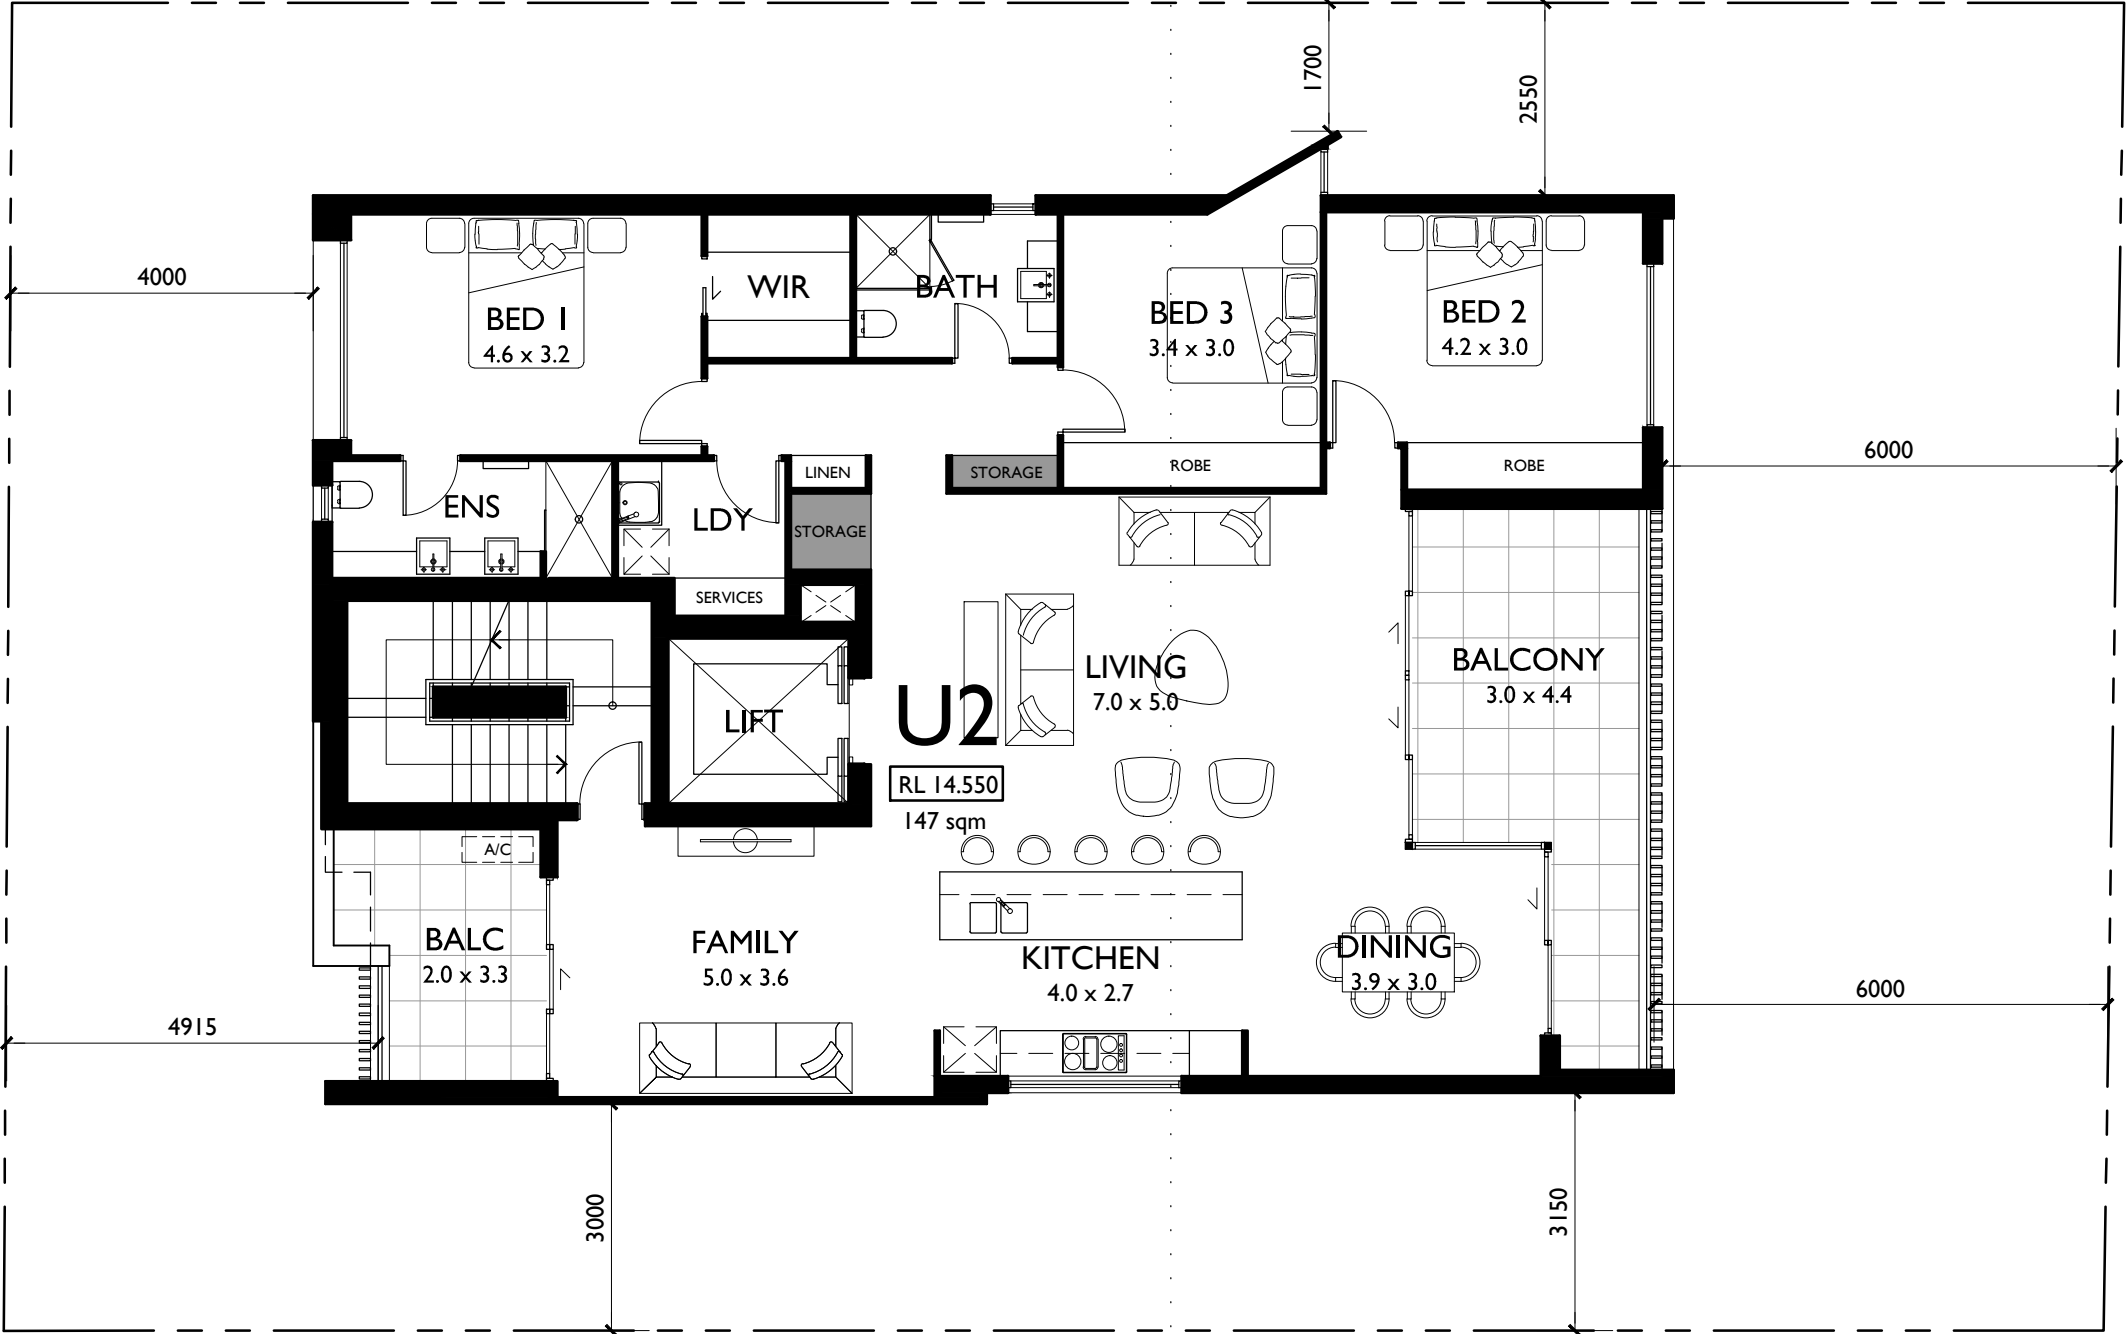 1700
2550
4000
BED 1
4.6 x 3.2
WIR
BATH
BED 3
3.4 x 3.0
BED 2
4.2 x 3.0
6000
LINEN
STORAGE
ROBE
ROBE
ENS
LDY
STORAGE
SERVICES
LIFT
U2
RL 14.550
147 sqm
LIVING
7.0 x 5.0
BALCONY
3.0 x 4.4
A/C
BALC
2.0 x 3.3
FAMILY
5.0 x 3.6
KITCHEN
4.0 x 2.7
DINING
3.9 x 3.0
6000
4915
3000
3150